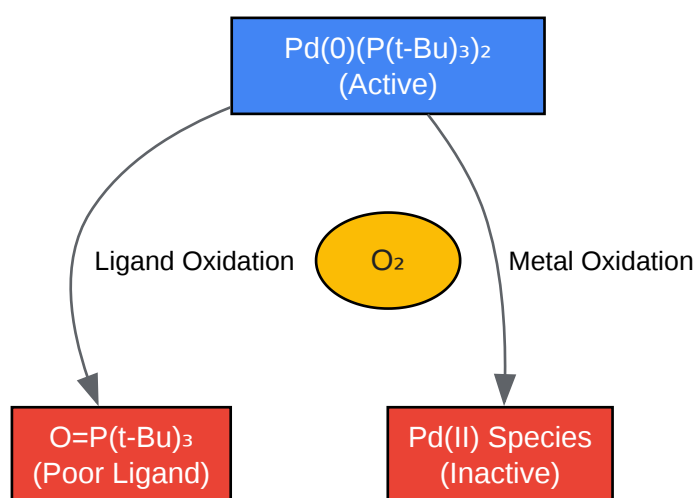 Pd(0)(P(t-Bu)₃)₂
(Active)
O₂
Ligand Oxidation
Metal Oxidation
O=P(t-Bu)₃
(Poor Ligand)
Pd(II) Species
(Inactive)